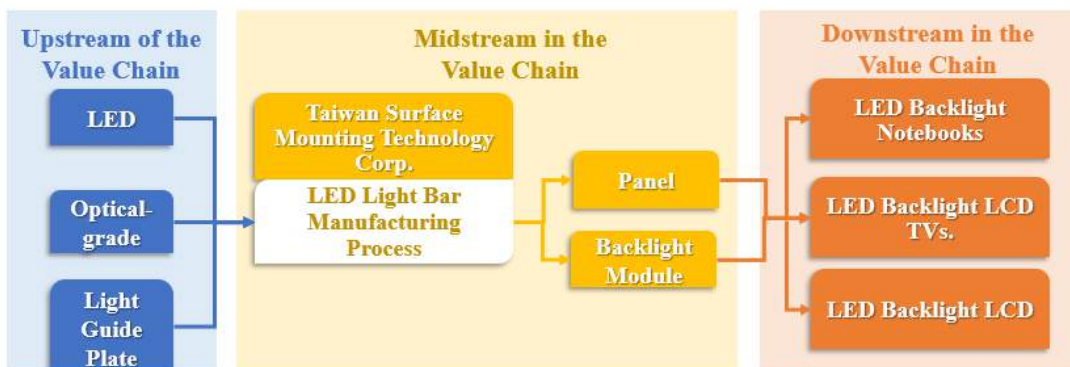 Upstream of the
Value Chain
LED
Optical-
grade
Light
Guide
Plate
Midstream in the
Value Chain
Taiwan Surface
Mounting Technology
Corp.
LED Light Bar
Manufacturing
Process
Panel
Backlight
Module
Downstream in the
Value Chain
LED Backlight
Notebooks
LED Backlight LCD
TVs.
LED Backlight LCD